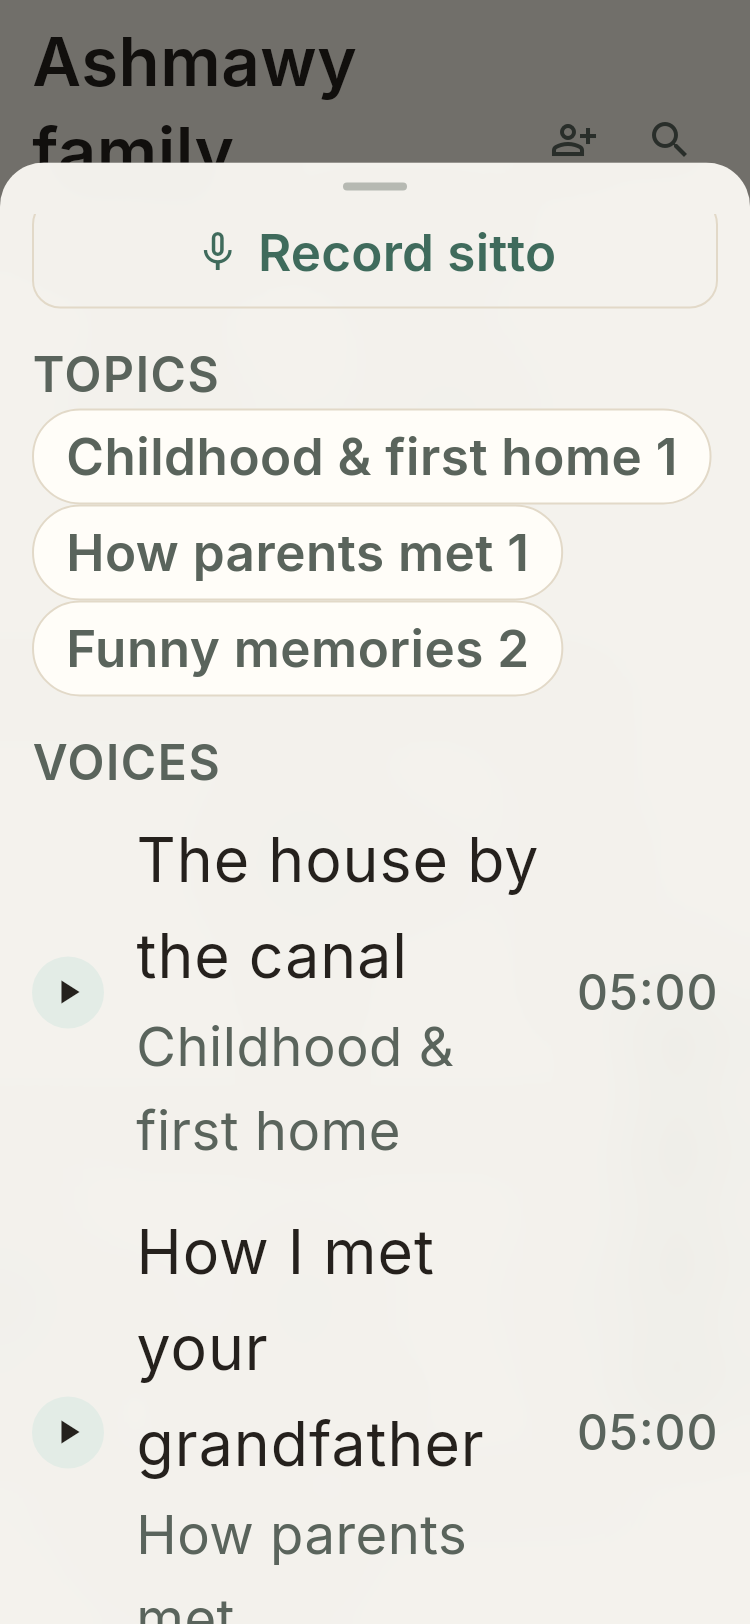 Ashmawy
family
Record sitto
TOPICS
Childhood & first home 1
How parents met 1
Funny memories 2
VOICES
The house by
the canal
05:00
Childhood &
first home
How I met
your
grandfather
05:00
How parents
met